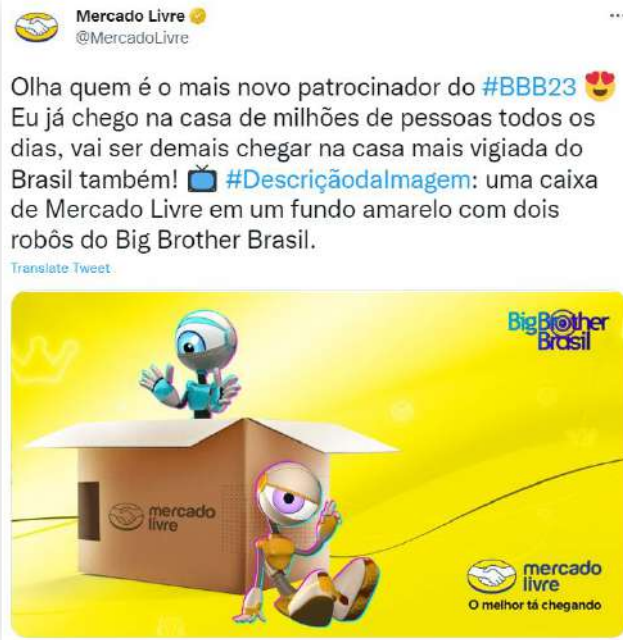 Mercado Livre
@MercadoLivre
Olha quem é o mais novo patrocinador do #BBB23 😍
Eu já chego na casa de milhões de pessoas todos os
dias, vai ser demais chegar na casa mais vigiada do
Brasil também! 📺 #DescriçãodaImagem: uma caixa
de Mercado Livre em um fundo amarelo com dois
robôs do Big Brother Brasil.
Translate Tweet
BigBrother
Brasil
mercado
livre
mercado
livre
O melhor tá chegando